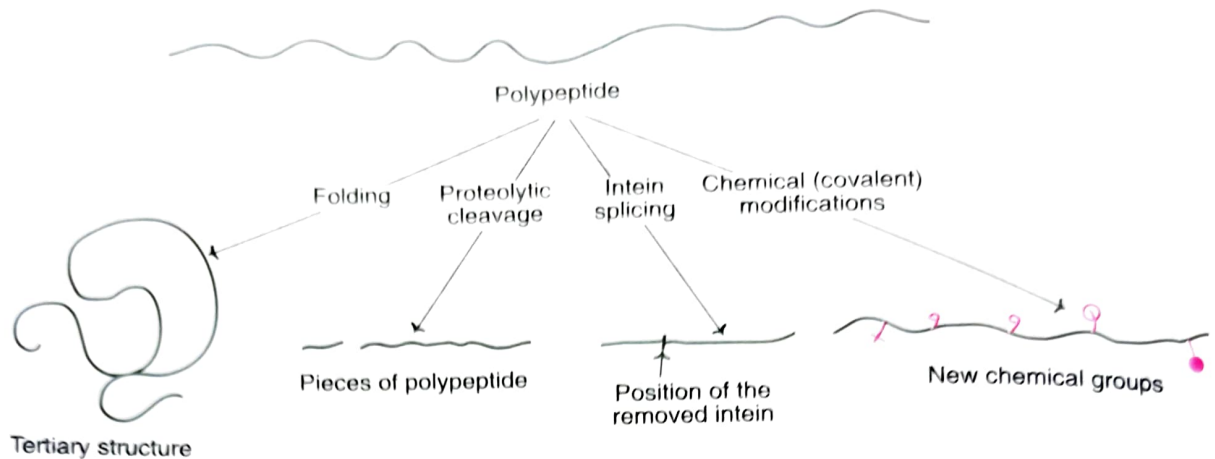 Polypeptide
Folding
Proteolytic
cleavage
Intein
splicing
Chemical (covalent)
modifications
Tertiary structure
Pieces of polypeptide
Position of the
removed intein
New chemical groups